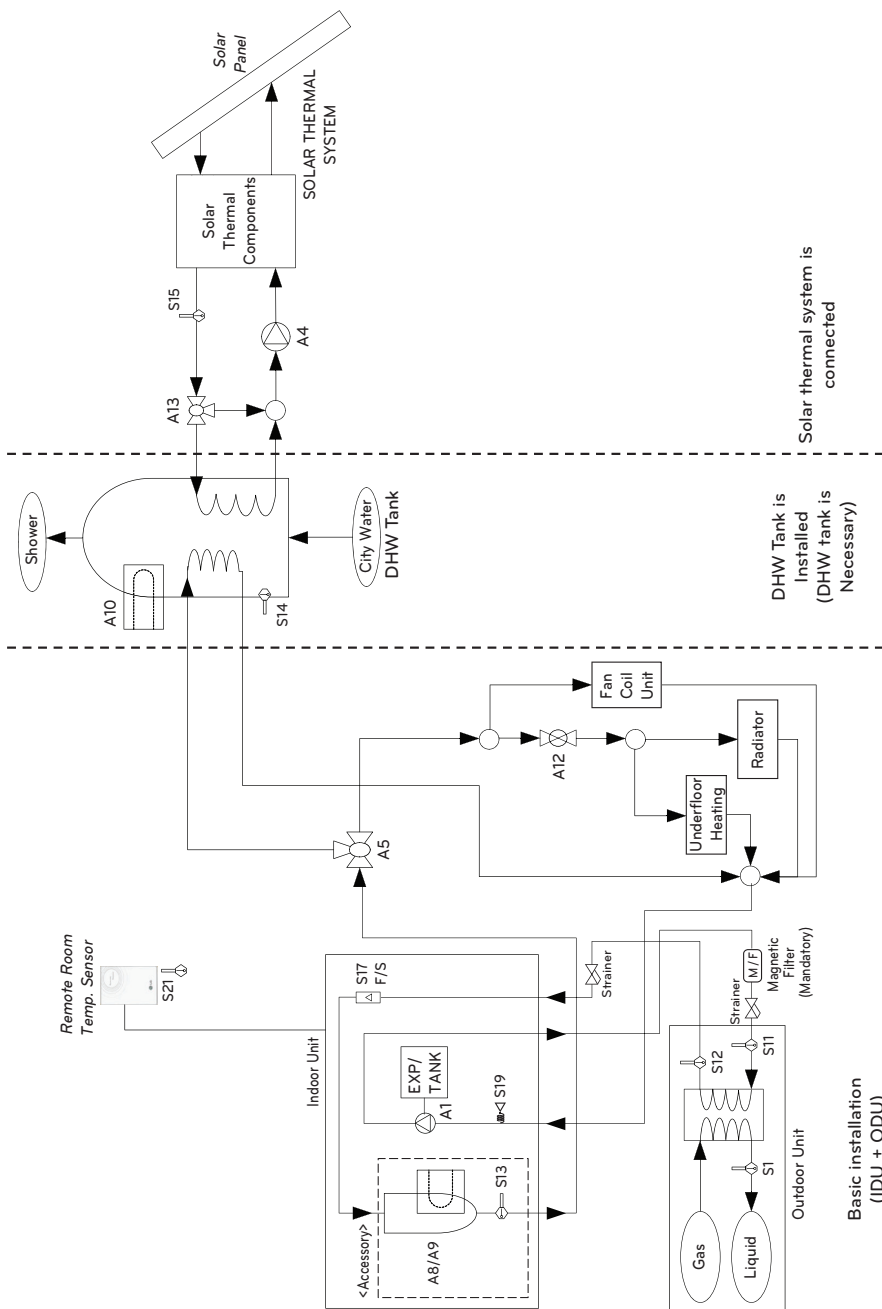 Solar
Panel
SOLAR THERMAL
SYSTEM
Solar
Thermal
Components
S15
A4
A13
Solar thermal system is
connected
Shower
A10
S14
City Water
DHW Tank
DHW Tank is
Installed
(DHW tank is
Necessary)
Fan
Coil
Unit
A12
Radiator
Underfloor
Heating
A5
Remote Room
Temp. Sensor
S21
Indoor Unit
S17
F/S
Strainer
EXP/
TANK
A1
S19
<Accessory>
A8/A9
S13
M/F
Magnetic
Filter
(Mandatory)
Strainer
S12
S11
S1
Gas
Liquid
Outdoor Unit
Basic installation
(IDU + ODU)